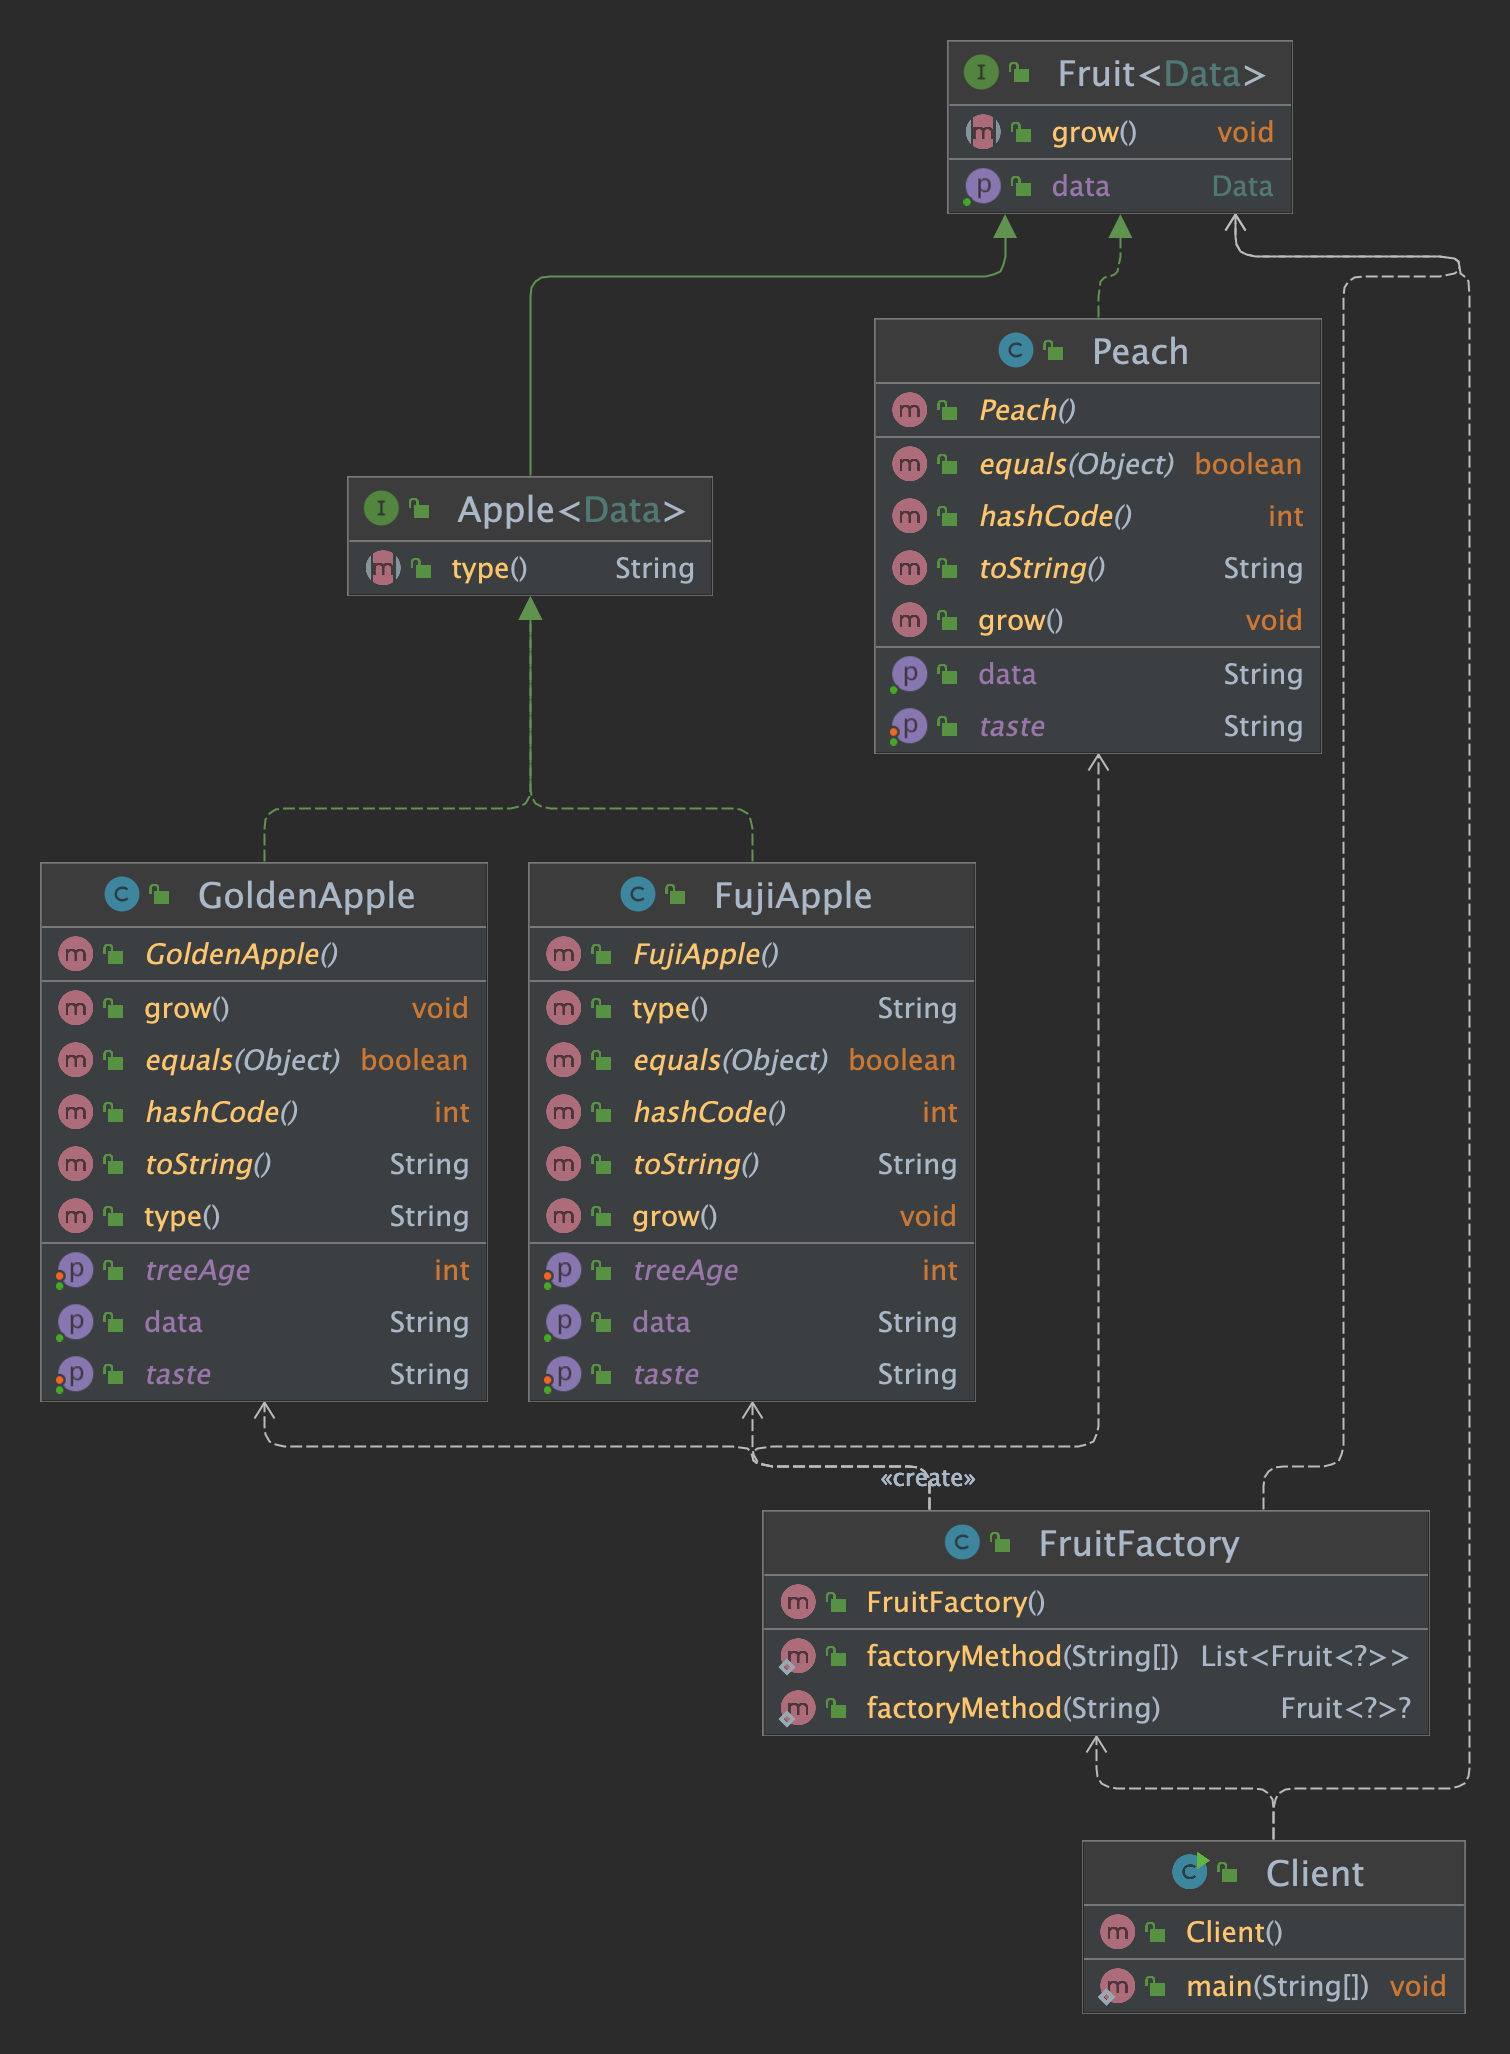 Fruit<Data>
grow() void
data Data
Peach
Peach()
equals(Object) boolean
hashCode() int
toString() String
grow() void
data String
taste String
Apple<Data>
type() String
GoldenApple
GoldenApple()
grow() void
equals(Object) boolean
hashCode() int
toString() String
type() String
treeAge int
data String
taste String
FujiApple
FujiApple()
type() String
equals(Object) boolean
hashCode() int
toString() String
grow() void
treeAge int
data String
taste String
«create»
FruitFactory
FruitFactory()
factoryMethod(String[]) List<Fruit<?>>
factoryMethod(String) Fruit<?>?
Client
Client()
main(String[]) void